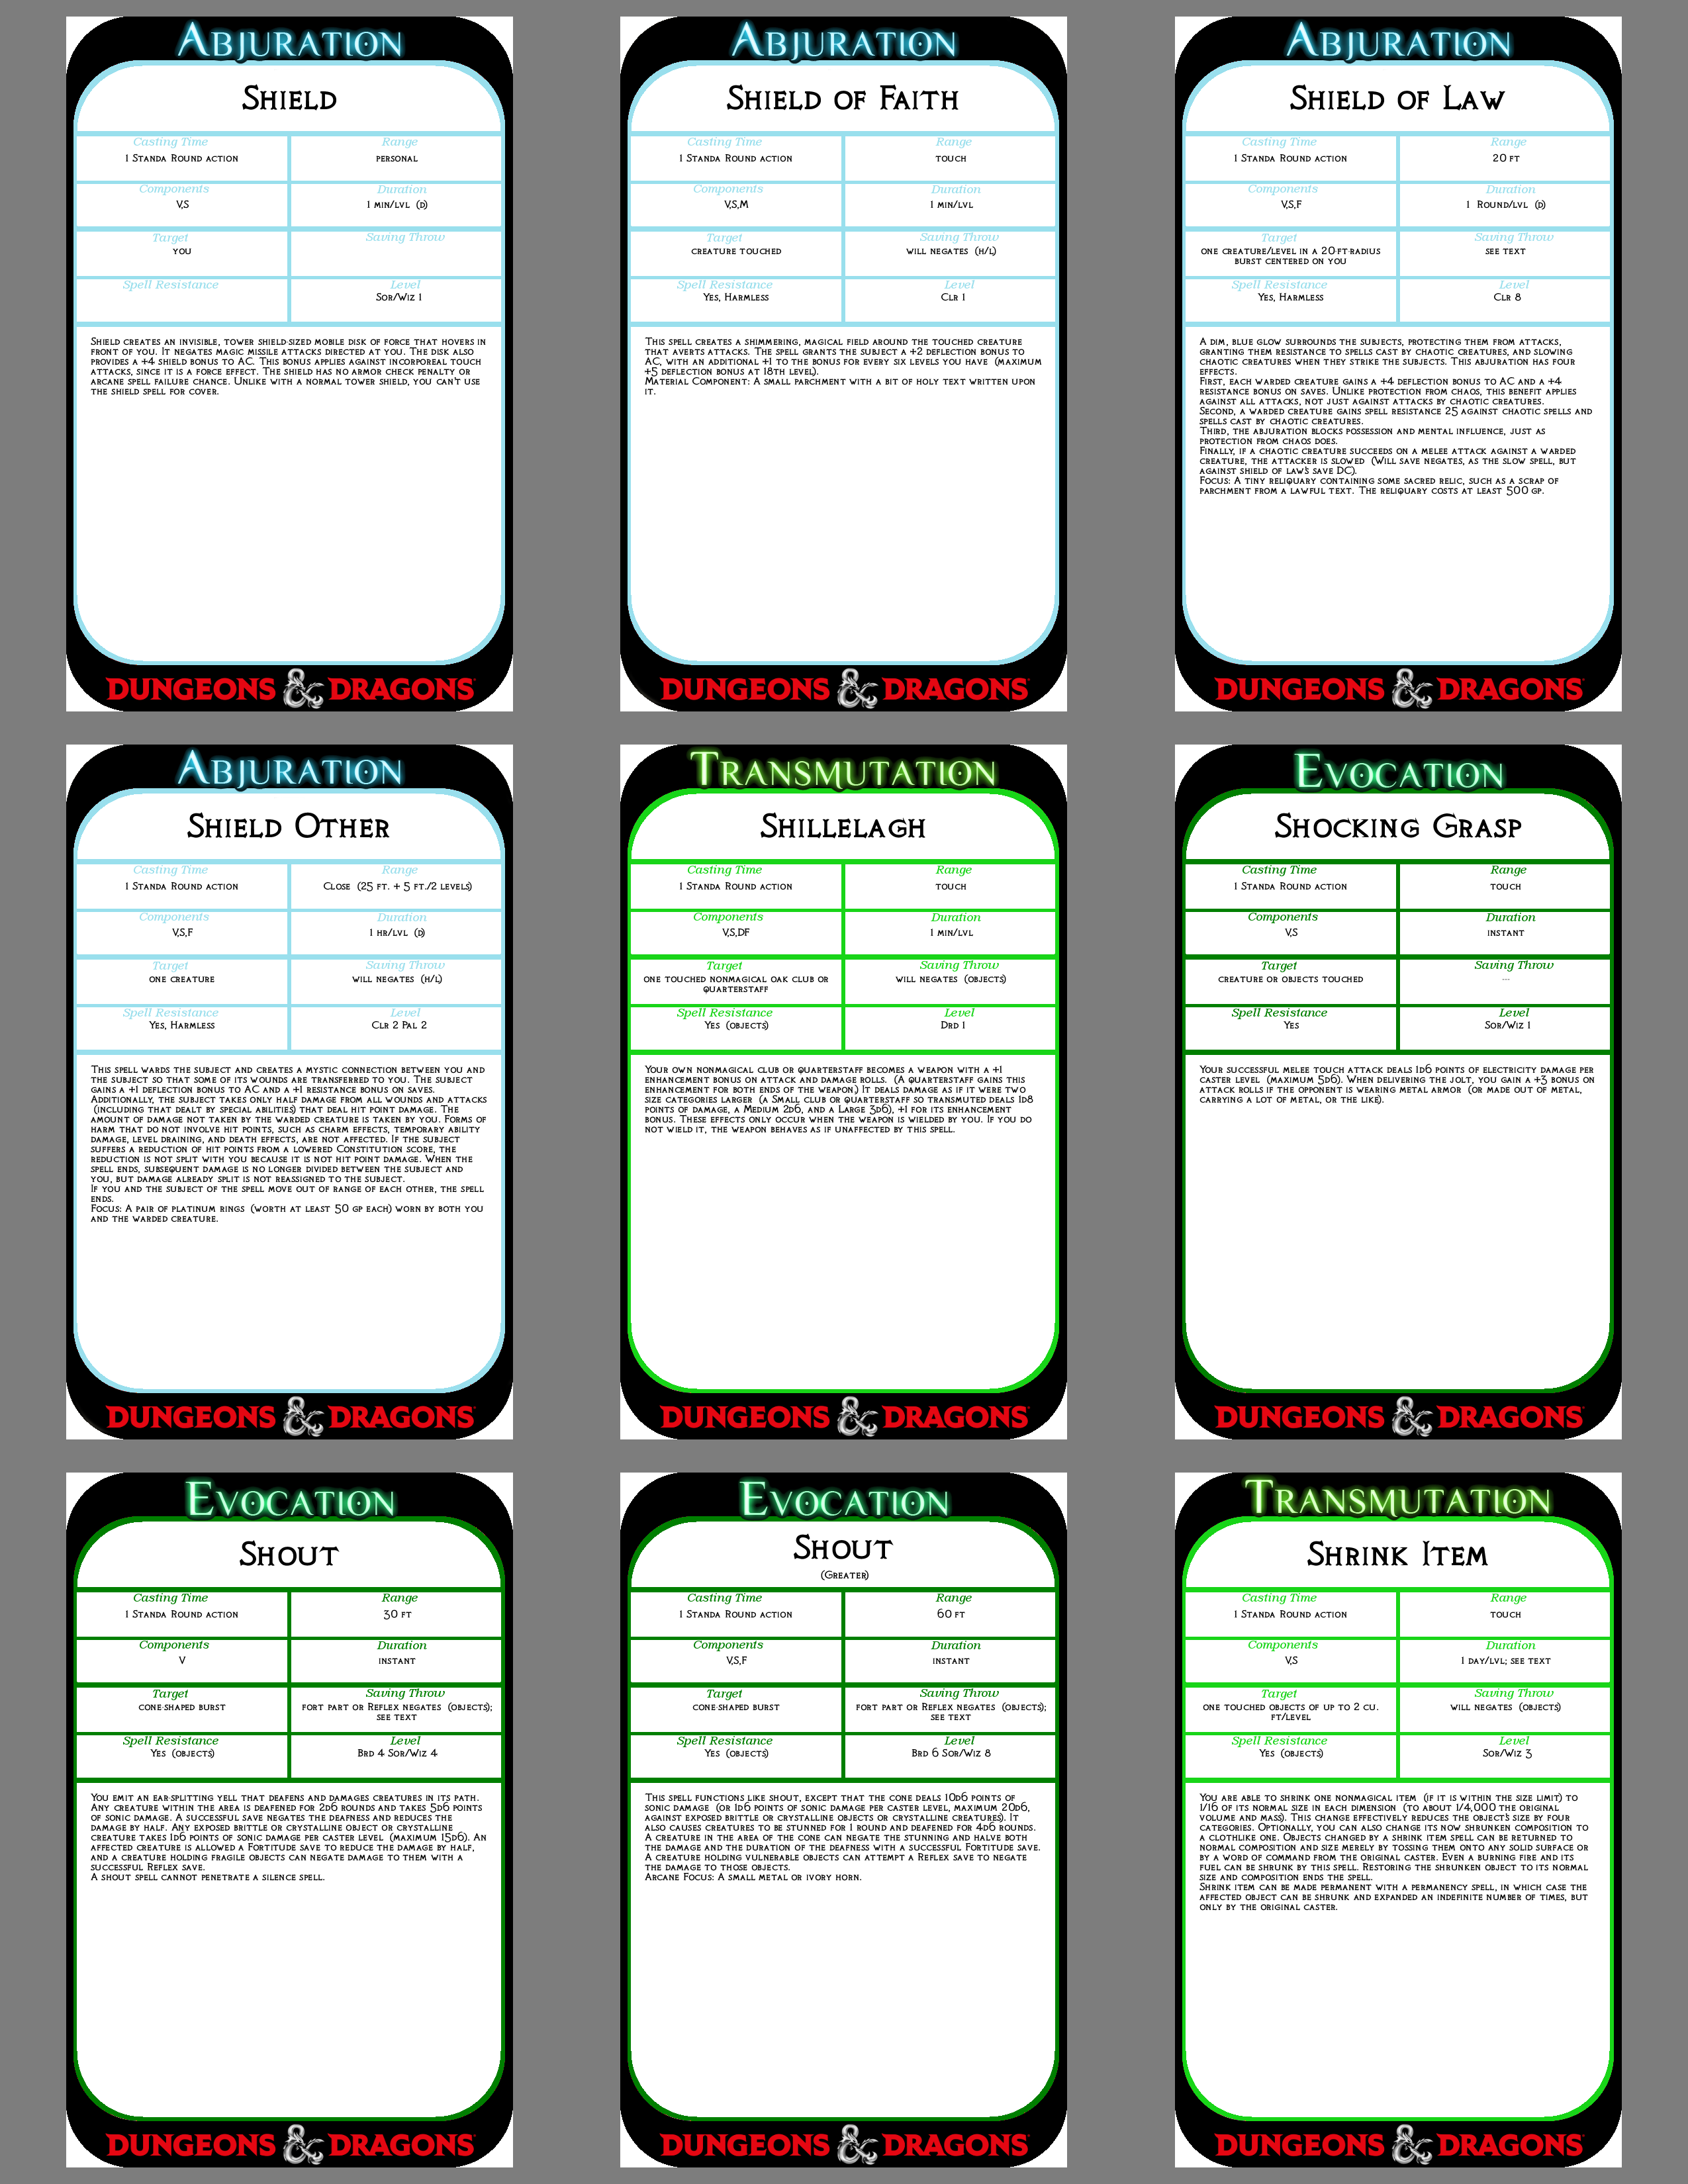 Abjuration
Shield
Casting Time
Range
1 Standa Round action
personal
Components
Duration
V,S
1 min/lvl (D)
Target
Saving Throw
you
Spell Resistance
Level
Sor/Wiz 1
Shield creates an invisible, tower shield-sized mobile disk of force that hovers in
front of you. It negates magic missile attacks directed at you. The disk also
provides a +4 shield bonus to AC. This bonus applies against incorporeal touch
attacks, since it is a force effect. The shield has no armor check penalty or
arcane spell failure chance. Unlike with a normal tower shield, you can't use
the shield spell for cover.
DUNGEONS & DRAGONS
Abjuration
Shield of Faith
Casting Time
Range
1 Standa Round action
touch
Components
Duration
V,S,M
1 min/lvl
Target
Saving Throw
creature touched
will negates (H/L)
Spell Resistance
Level
Yes, Harmless
Clr 1
This spell creates a shimmering, magical field around the touched creature
that averts attacks. The spell grants the subject a +2 deflection bonus to
AC, with an additional +1 to the bonus for every six levels you have (maximum
+5 deflection bonus at 18th level).
Material Component: A small parchment with a bit of holy text written upon
it.
DUNGEONS & DRAGONS
Abjuration
Shield of Law
Casting Time
Range
1 Standa Round action
20 ft
Components
Duration
V,S,F
1 Round/lvl (D)
Target
Saving Throw
one creature/level in a 20-ft-radius
burst centered on you
see text
Spell Resistance
Level
Yes, Harmless
Clr 8
A dim, blue glow surrounds the subjects, protecting them from attacks,
granting them resistance to spells cast by chaotic creatures, and slowing
chaotic creatures when they strike the subjects. This abjuration has four
effects.
First, each warded creature gains a +4 deflection bonus to AC and a +4
resistance bonus on saves. Unlike protection from chaos, this benefit applies
against all attacks, not just against attacks by chaotic creatures.
Second, a warded creature gains spell resistance 25 against chaotic spells and
spells cast by chaotic creatures.
Third, the abjuration blocks possession and mental influence, just as
protection from chaos does.
Finally, if a chaotic creature succeeds on a melee attack against a warded
creature, the attacker is slowed (Will save negates, as the slow spell, but
against shield of law's save DC).
Focus: A tiny reliquary containing some sacred relic, such as a scrap of
parchment from a lawful text. The reliquary costs at least 500 gp.
DUNGEONS & DRAGONS
Abjuration
Shield Other
Casting Time
Range
1 Standa Round action
Close (25 ft. + 5 ft./2 levels)
Components
Duration
V,S,F
1 hr/lvl (D)
Target
Saving Throw
one creature
will negates (H/L)
Spell Resistance
Level
Yes, Harmless
Clr 2 Pal 2
This spell wards the subject and creates a mystic connection between you and
the subject so that some of its wounds are transferred to you. The subject
gains a +1 deflection bonus to AC and a +1 resistance bonus on saves.
Additionally, the subject takes only half damage from all wounds and attacks
(including that dealt by special abilities) that deal hit point damage. The
amount of damage not taken by the warded creature is taken by you. Forms of
harm that do not involve hit points, such as charm effects, temporary ability
damage, level draining, and death effects, are not affected. If the subject
suffers a reduction of hit points from a lowered Constitution score, the
reduction is not split with you because it is not hit point damage. When the
spell ends, subsequent damage is no longer divided between the subject and
you, but damage already split is not reassigned to the subject.
If you and the subject of the spell move out of range of each other, the spell
ends.
Focus: A pair of platinum rings (worth at least 50 gp each) worn by both you
and the warded creature.
DUNGEONS & DRAGONS
Transmutation
Shillelagh
Casting Time
Range
1 Standa Round action
touch
Components
Duration
V,S,DF
1 min/lvl
Target
Saving Throw
one touched nonmagical oak club or
quarterstaff
will negates (objects)
Spell Resistance
Level
Yes (objects)
Drd 1
Your own nonmagical club or quarterstaff becomes a weapon with a +1
enhancement bonus on attack and damage rolls. (A quarterstaff gains this
enhancement for both ends of the weapon.) It deals damage as if it were two
size categories larger (a Small club or quarterstaff so transmuted deals 1d8
points of damage, a Medium 2d6, and a Large 3d6), +1 for its enhancement
bonus. These effects only occur when the weapon is wielded by you. If you do
not wield it, the weapon behaves as if unaffected by this spell.
DUNGEONS & DRAGONS
Evocation
Shocking Grasp
Casting Time
Range
1 Standa Round action
touch
Components
Duration
V,S
instant
Target
Saving Throw
creature or objects touched
---
Spell Resistance
Level
Yes
Sor/Wiz 1
Your successful melee touch attack deals 1d6 points of electricity damage per
caster level (maximum 5d6). When delivering the jolt, you gain a +3 bonus on
attack rolls if the opponent is wearing metal armor (or made out of metal,
carrying a lot of metal, or the like).
DUNGEONS & DRAGONS
Evocation
Shout
Casting Time
Range
1 Standa Round action
30 ft
Components
Duration
V
instant
Target
Saving Throw
cone-shaped burst
fort part or Reflex negates (objects);
see text
Spell Resistance
Level
Yes (objects)
Brd 4 Sor/Wiz 4
You emit an ear-splitting yell that deafens and damages creatures in its path.
Any creature within the area is deafened for 2d6 rounds and takes 5d6 points
of sonic damage. A successful save negates the deafness and reduces the
damage by half. Any exposed brittle or crystalline object or crystalline
creature takes 1d6 points of sonic damage per caster level (maximum 15d6). An
affected creature is allowed a Fortitude save to reduce the damage by half,
and a creature holding fragile objects can negate damage to them with a
successful Reflex save.
A shout spell cannot penetrate a silence spell.
DUNGEONS & DRAGONS
Evocation
Shout
(Greater)
Casting Time
Range
1 Standa Round action
60 ft
Components
Duration
V,S,F
instant
Target
Saving Throw
cone-shaped burst
fort part or Reflex negates (objects);
see text
Spell Resistance
Level
Yes (objects)
Brd 6 Sor/Wiz 8
This spell functions like shout, except that the cone deals 10d6 points of
sonic damage (or 1d6 points of sonic damage per caster level, maximum 20d6,
against exposed brittle or crystalline objects or crystalline creatures). It
also causes creatures to be stunned for 1 round and deafened for 4d6 rounds.
A creature in the area of the cone can negate the stunning and halve both
the damage and the duration of the deafness with a successful Fortitude save.
A creature holding vulnerable objects can attempt a Reflex save to negate
the damage to those objects.
Arcane Focus: A small metal or ivory horn.
DUNGEONS & DRAGONS
Transmutation
Shrink Item
Casting Time
Range
1 Standa Round action
touch
Components
Duration
V,S
1 day/lvl; see text
Target
Saving Throw
one touched objects of up to 2 cu.
ft/level
will negates (objects)
Spell Resistance
Level
Yes (objects)
Sor/Wiz 3
You are able to shrink one nonmagical item (if it is within the size limit) to
1/16 of its normal size in each dimension (to about 1/4,000 the original
volume and mass). This change effectively reduces the object's size by four
categories. Optionally, you can also change its now shrunken composition to
a clothlike one. Objects changed by a shrink item spell can be returned to
normal composition and size merely by tossing them onto any solid surface or
by a word of command from the original caster. Even a burning fire and its
fuel can be shrunk by this spell. Restoring the shrunken object to its normal
size and composition ends the spell.
Shrink item can be made permanent with a permanency spell, in which case the
affected object can be shrunk and expanded an indefinite number of times, but
only by the original caster.
DUNGEONS & DRAGONS